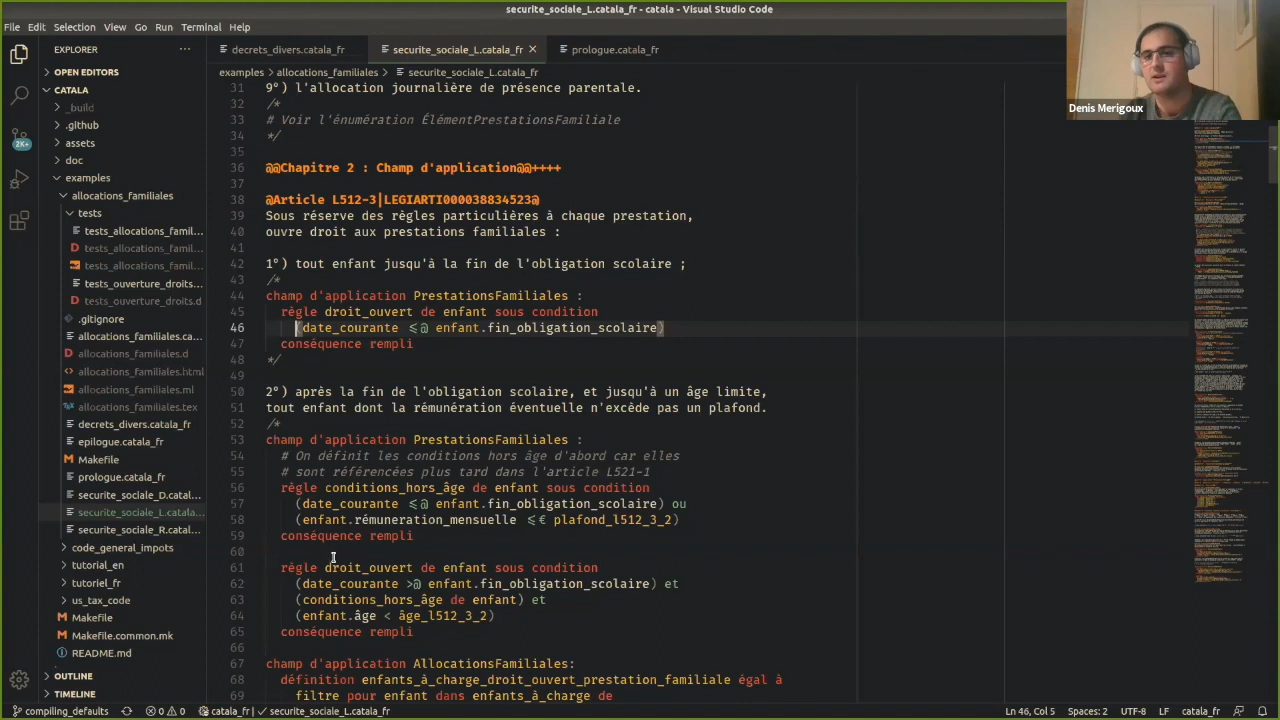 securite_sociale_L.catala_fr - catala - Visual Studio Code
File Edit Selection View Go Run Terminal Help
EXPLORER ...
decrets_divers.catala_fr
securite_sociale_L.catala_fr
prologue.catala_fr
OPEN EDITORS
examples > allocations_familiales > securite_sociale_L.catala_fr
CATALA
_build
.github
assets
doc
examples
allocations_familiales
tests
tests_allocations_famil...
tests_allocations_famil...
tests_allocations_famil...
tests_ouverture_droits...
tests_ouverture_droits.d
.gitignore
allocations_familiales.ca...
allocations_familiales.d
allocations_familiales.html
allocations_familiales.ml
allocations_familiales.tex
decrets_divers.catala_fr
epilogue.catala_fr
Makefile
prologue.catala_fr
securite_sociale_D.catal...
securite_sociale_L.catala...
securite_sociale_R.catal...
code_general_impots
tutorial_en
tutoriel_fr
us_tax_code
Makefile
Makefile.common.mk
README.md
OUTLINE
TIMELINE
2K+
31 9°) l'allocation journalière de présence parentale.
32 /*
33 # Voir l'énumération ÉlémentPrestationsFamiliale
34 */
35
36 @@Chapitre 2 : Champ d'application@@++++
37
38 @Article L512-3|LEGIARTI000038834523@
39 Sous réserve des règles particulières à chaque prestation,
40 ouvre droit aux prestations familiales :
41
42 1°) tout enfant jusqu'à la fin de l'obligation scolaire ;
43 /*
44 champ d'application PrestationsFamiliales :
45 règle droit_ouvert de enfant sous condition
46 (date_courante <=@ enfant.fin_obligation_scolaire)
47 conséquence rempli
48 */
49
50 2°) après la fin de l'obligation scolaire, et jusqu'à un âge limite,
51 tout enfant dont la rémunération éventuelle n'excède pas un plafond.
52 /*
53 champ d'application PrestationsFamiliales :
54 # On définit les conditions hors âge d'abord car elles
55 # sont référencées plus tard dans l'article L521-1
56 règle conditions_hors_âge de enfant sous condition
57 (date_courante <=@ enfant.fin_obligation_scolaire) ou
58 (enfant.rémuneration_mensuelle <=€ plafond_l512_3_2)
59 conséquence rempli
60
61 règle droit_ouvert de enfant sous condition
62 (date_courante >@ enfant.fin_obligation_scolaire) et
63 (conditions_hors_âge de enfant) et
64 (enfant.âge < âge_l512_3_2)
65 conséquence rempli
66
67 champ d'application AllocationsFamiliales:
68 définition enfants_à_charge_droit_ouvert_prestation_familiale égal à
69 filtre pour enfant dans enfants_à_charge de
Denis Merigoux
compiling_defaults 0 0 catala_fr | securite_sociale_L.catala_fr
Ln 46, Col 5 Spaces: 2 UTF-8 LF catala_fr